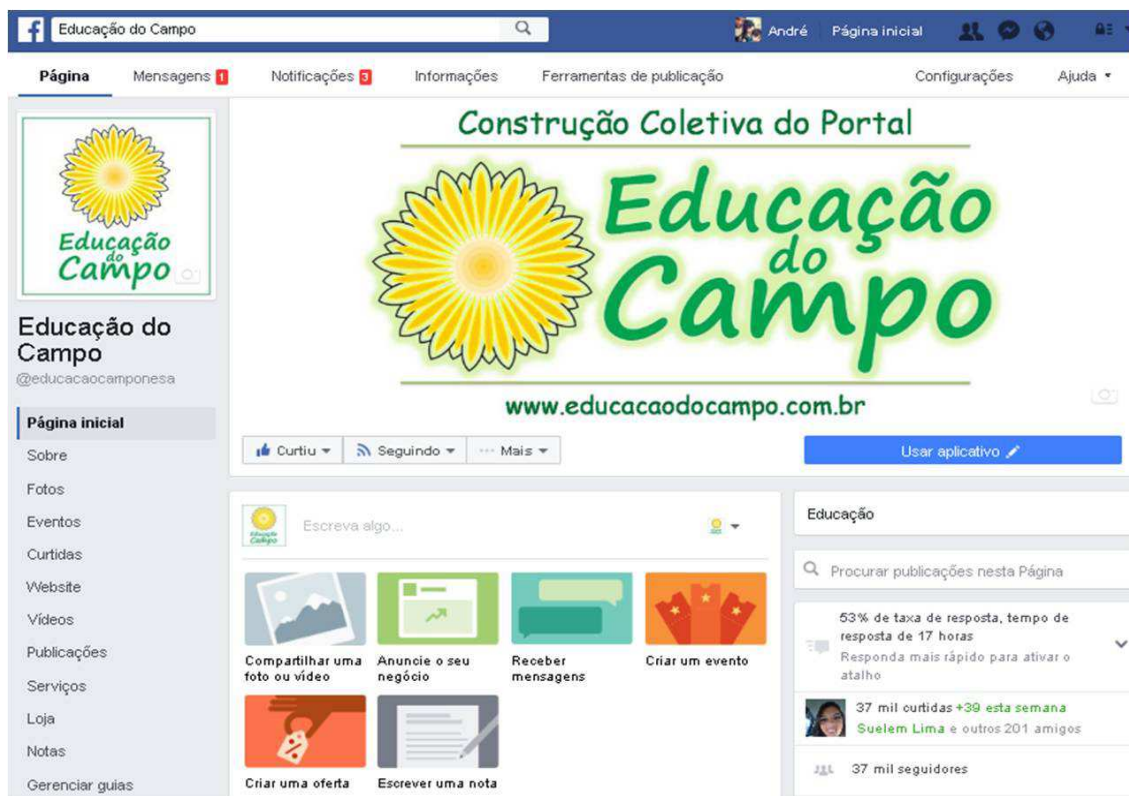 Educação do Campo
André Página inicial
Página Mensagens 1 Notificações 3 Informações Ferramentas de publicação Configurações Ajuda
Educação
do
Campo
Educação do
Campo
@educacaocamponesa
Página inicial
Sobre
Fotos
Eventos
Curtidas
Website
Vídeos
Publicações
Serviços
Loja
Notas
Gerenciar guias
Construção Coletiva do Portal
Educação
do
Campo
www.educacaodocampo.com.br
Curtiu Seguindo Mais
Usar aplicativo
Educação
Campo
Escreva algo...
Compartilhar uma
foto ou vídeo
Anuncie o seu
negócio
Receber
mensagens
Criar um evento
Criar uma oferta
Escrever uma nota
Educação
Procurar publicações nesta Página
53% de taxa de resposta, tempo de
resposta de 17 horas
Responda mais rápido para ativar o
atalho
37 mil curtidas +39 esta semana
Suelem Lima e outros 201 amigos
37 mil seguidores